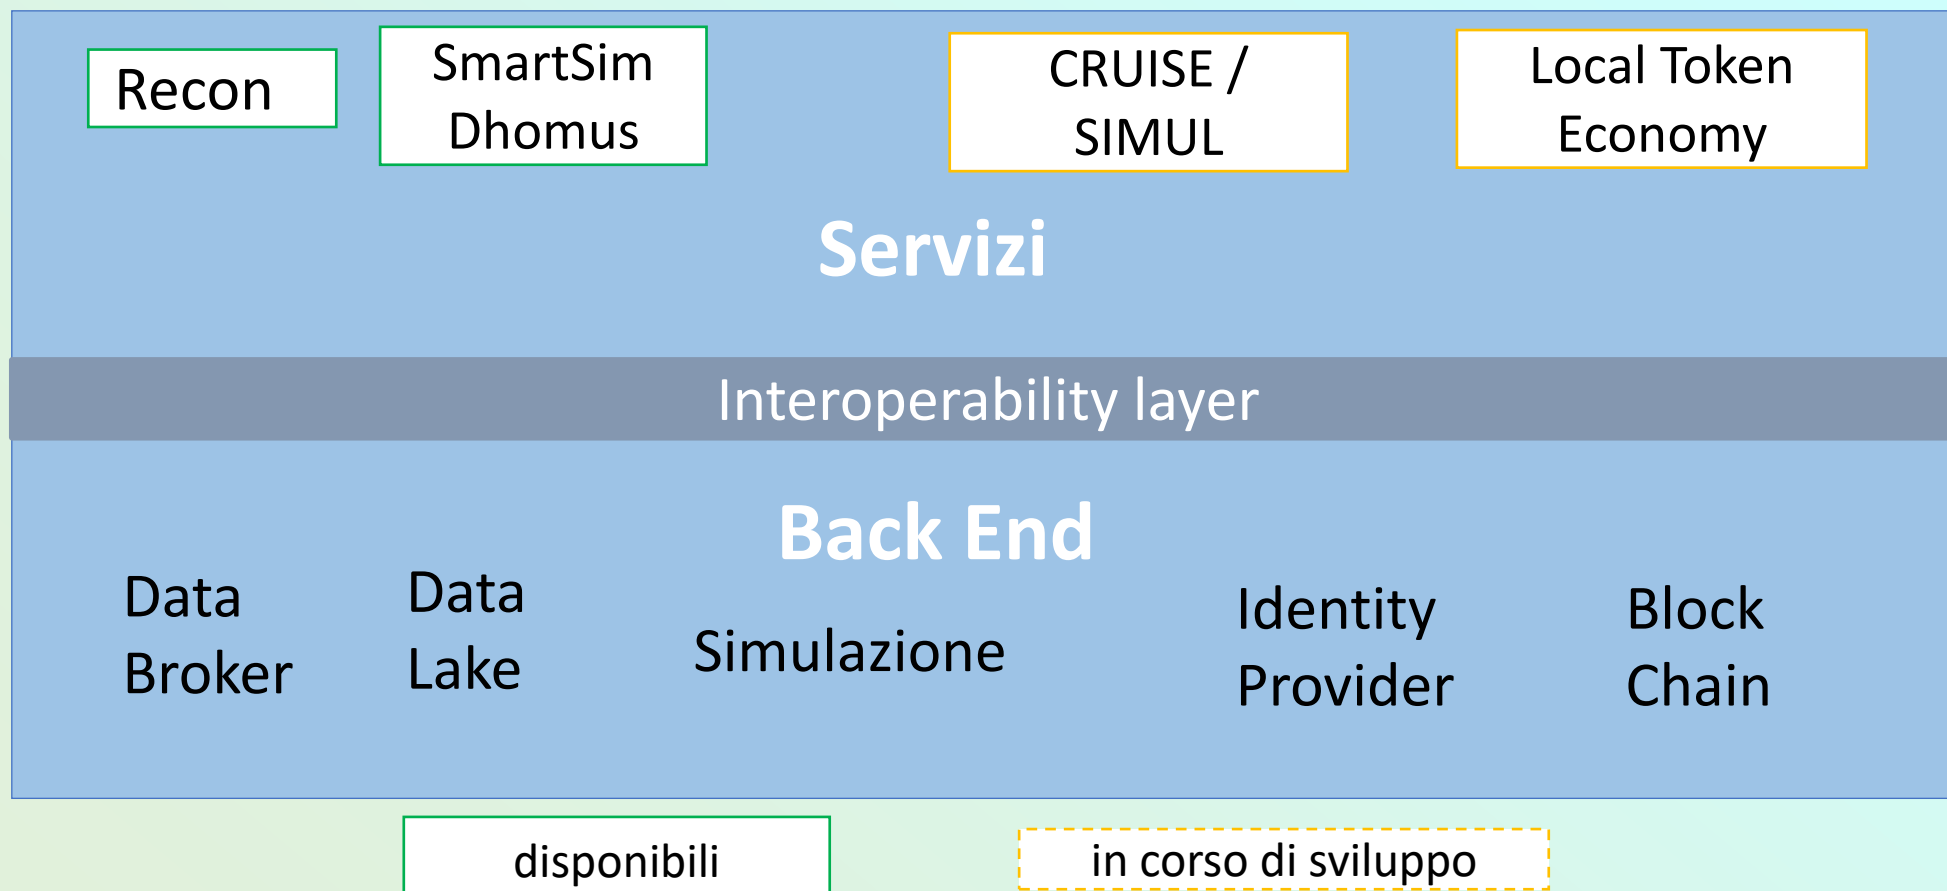 Recon
SmartSim
Dhomus
CRUISE /
SIMUL
Local Token
Economy
Servizi
Interoperability layer
Back End
Data
Broker
Data
Lake
Simulazione
Identity
Provider
Block
Chain
disponibili
in corso di sviluppo